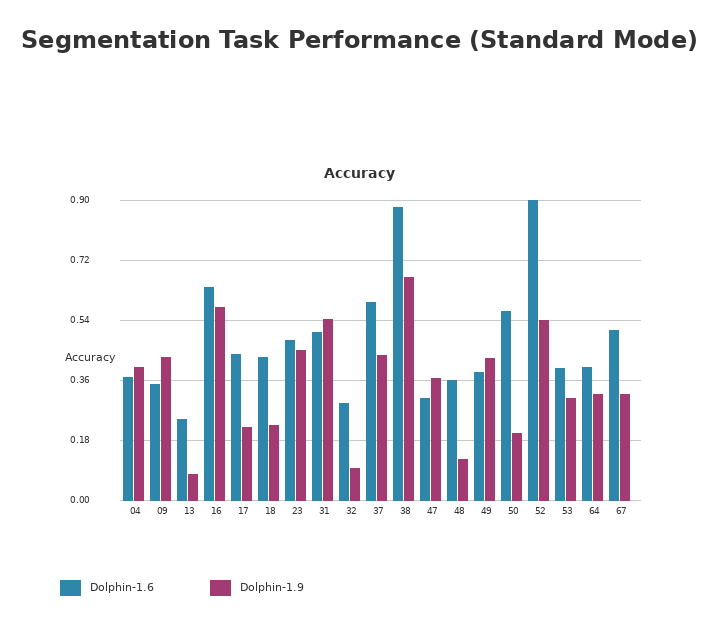 Segmentation Task Performance (Standard Mode)
Accuracy
0.90
0.72
0.54
Accuracy
0.36
0.18
0.00
04 09 13 16 17 18 23 31 32 37 38 47 48 49 50 52 53 64 67
Dolphin-1.6 Dolphin-1.9